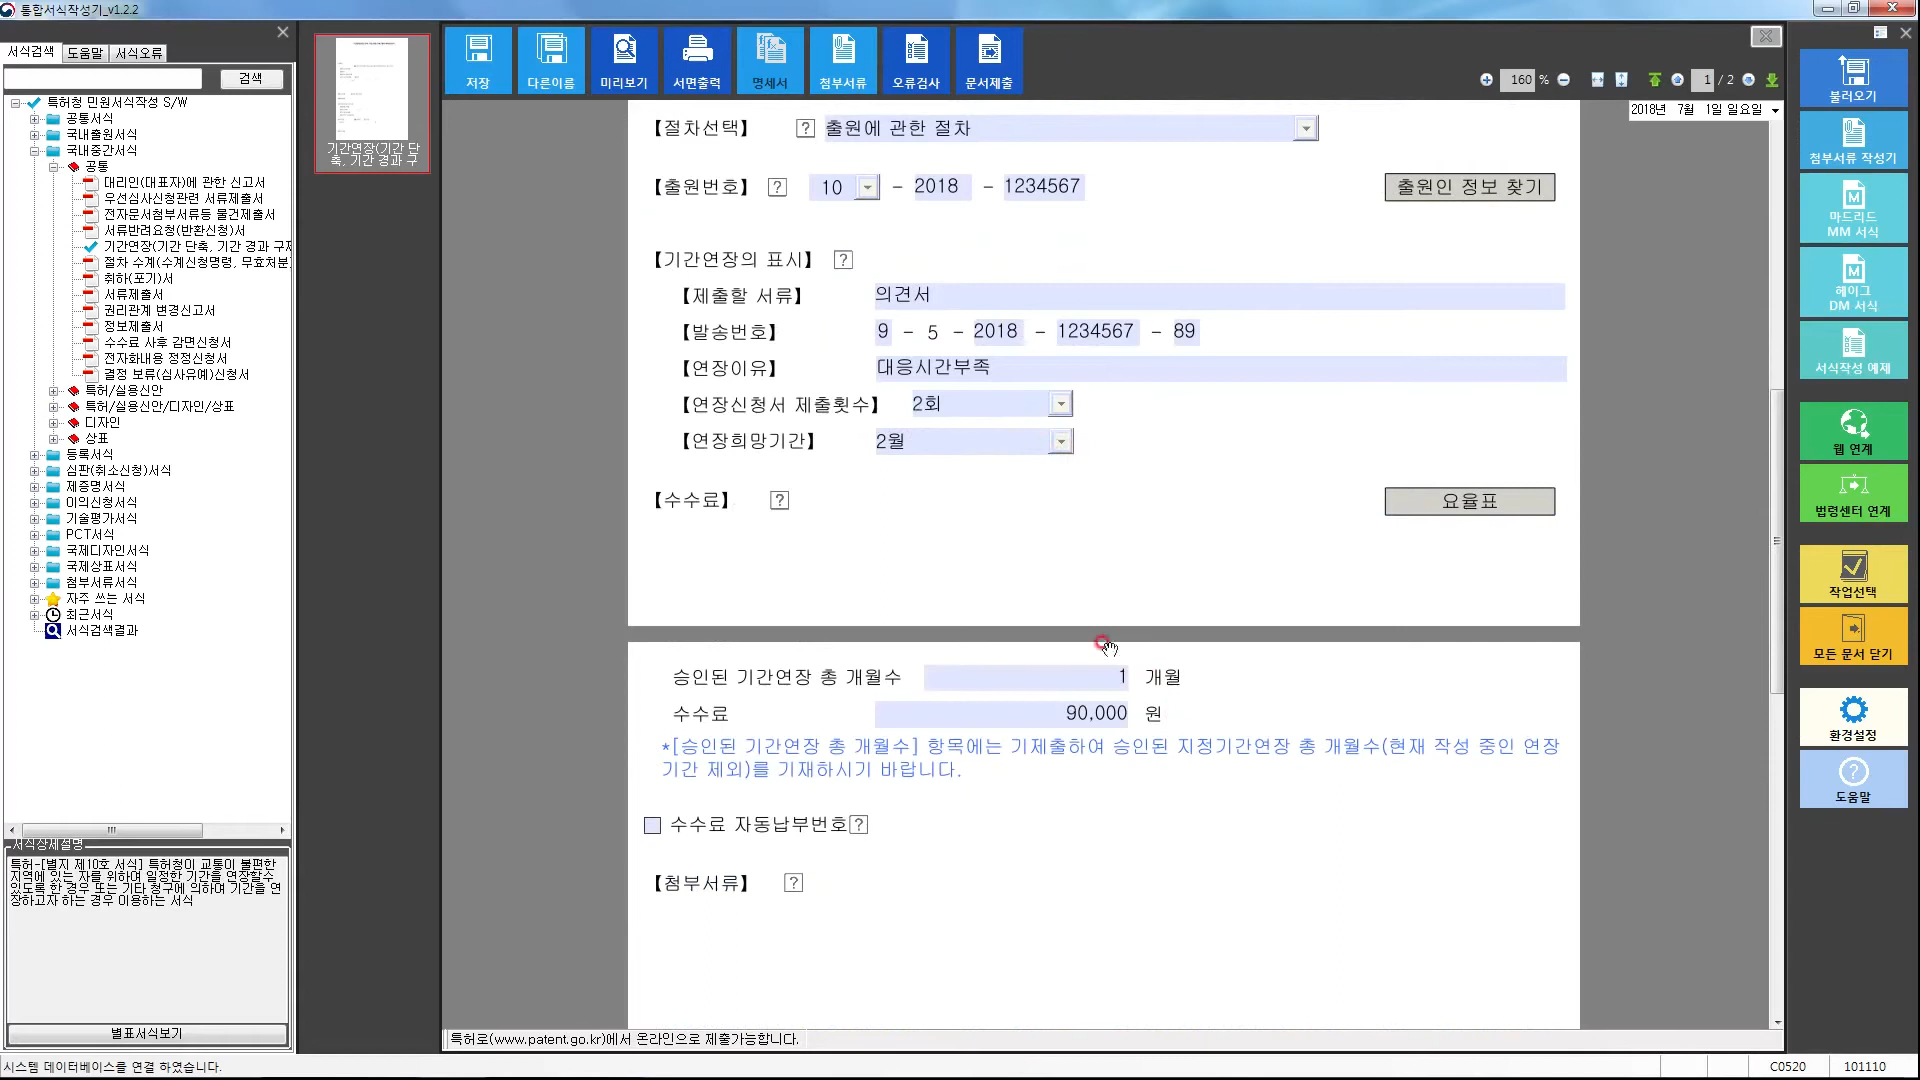 통합서식작성기_v1.2.2
서식검색 도움말 서식오류
검색
특허청 민원서식작성 S/W
공통서식
국내출원서식
국내중간서식
공통
대리인(대표자)에 관한 신고서
우선심사신청관련 서류제출서
전자문서첨부서류등 물건제출서
서류반려요청(반환신청)서
기간연장(기간 단축, 기간 경과 구제
절차 수계(수계신청명령, 무효처분)
취하(포기)서
서류제출서
권리관계 변경신고서
정보제출서
수수료 사후 감면신청서
전자화내용 정정신청서
결정 보류(심사유예)신청서
특허/실용신안
특허/실용신안/디자인/상표
디자인
상표
등록서식
심판(취소신청)서식
제증명서식
이의신청서식
기술평가서식
PCT서식
국제디자인서식
국제상표서식
첨부서류서식
자주 쓰는 서식
최근서식
서식검색결과
서식상세설명
특허-[별지 제10호 서식] 특허청이 교통이 불편한
지역에 있는 자를 위하여 일정한 기간을 연장할수
있도록 한 경우 또는 기타 청구에 의하여 기간을 연
장하고자 하는 경우 이용하는 서식
별표서식보기
시스템 데이터베이스를 연결 하였습니다.
기간연장(기간 단
축, 기간 경과 구
저장 다른이름 미리보기 서면출력 명세서 첨부서류 오류검사 문서제출
160 % 1 / 2
2018년 7월 1일 일요일
【절차선택】 ? 출원에 관한 절차
【출원번호】 ? 10 - 2018 - 1234567 출원인 정보 찾기
【기간연장의 표시】 ?
【제출할 서류】 의견서
【발송번호】 9 - 5 - 2018 - 1234567 - 89
【연장이유】 대응시간부족
【연장신청서 제출횟수】 2회
【연장희망기간】 2월
【수수료】 ? 요율표
승인된 기간연장 총 개월수 1 개월
수수료 90,000 원
*[승인된 기간연장 총 개월수] 항목에는 기제출하여 승인된 지정기간연장 총 개월수(현재 작성 중인 연장
기간 제외)를 기재하시기 바랍니다.
수수료 자동납부번호 ?
【첨부서류】 ?
특허로(www.patent.go.kr)에서 온라인으로 제출가능합니다.
불러오기
첨부서류 작성기
마드리드
MM 서식
헤이그
DM 서식
서식작성 예제
웹 연계
법령센터 연계
작업선택
모든 문서 닫기
환경설정
도움말
C0520 101110